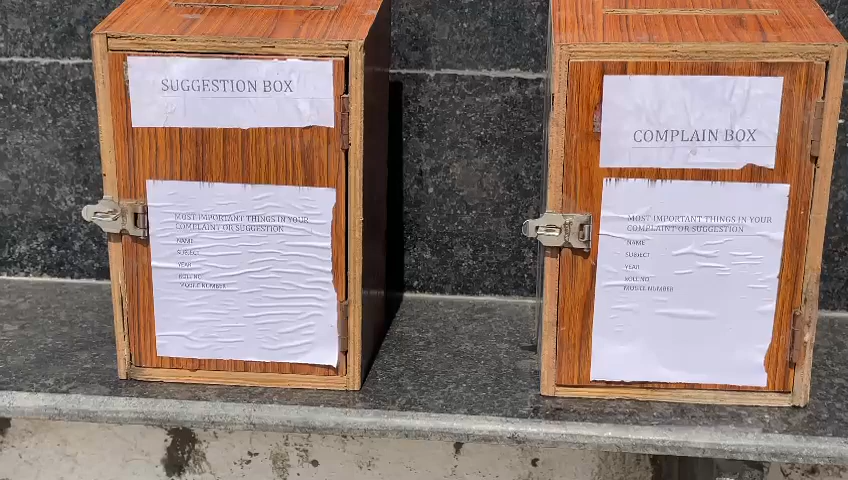 SUGGESTION BOX
MOST IMPORTANT THINGS IN YOUR
COMPLAINT OR SUGGESTION
NAME
SUBJECT
YEAR
ROLL NO
MOBILE NUMBER
COMPLAIN BOX
MOST IMPORTANT THINGS IN YOUR
COMPLAINT OR SUGGESTION
NAME
SUBJECT
YEAR
ROLL NO
MOBILE NUMBER